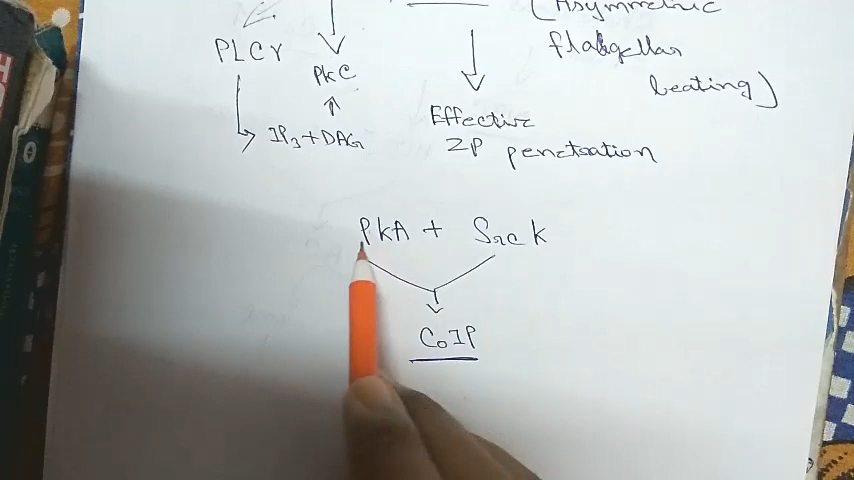 (Asymmetric
flagellar
beating)
PLCγ
PKC
IP3 + DAG
Effective
ZP penetration
PKA + Src K
CoIP